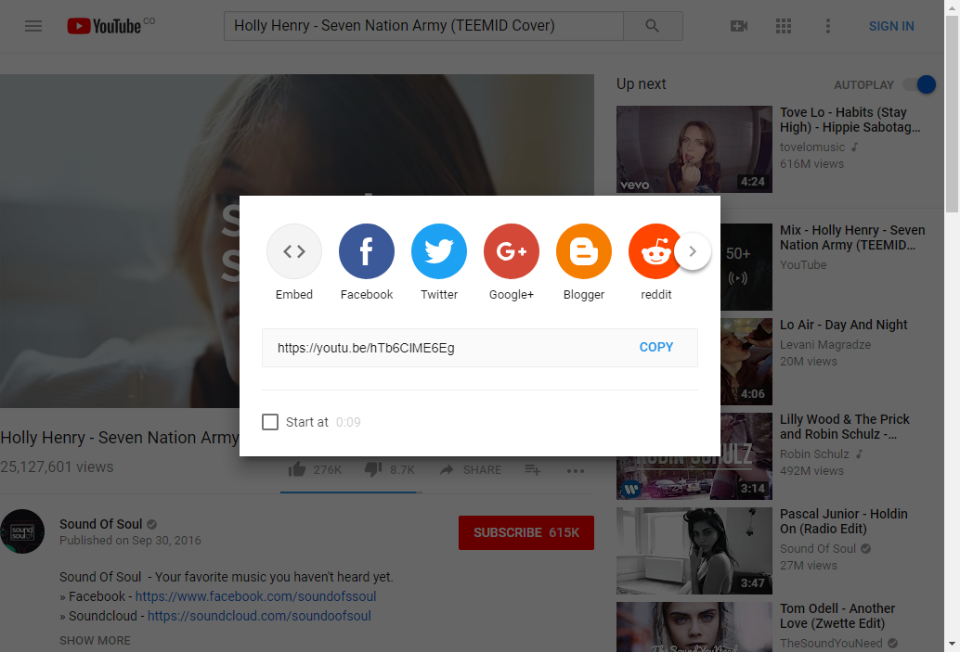 YouTube CO
Holly Henry - Seven Nation Army (TEEMID Cover)
SIGN IN
Up next
AUTOPLAY
Tove Lo - Habits (Stay
High) - Hippie Sabotag...
tovelomusic
616M views
vevo
4:24
Mix - Holly Henry - Seven
Nation Army (TEEMID...
YouTube
50+
Lo Air - Day And Night
Levani Magradze
20M views
4:06
Lilly Wood & The Prick
and Robin Schulz -...
Robin Schulz
492M views
ROBIN SCHULZ
3:14
Pascal Junior - Holdin
On (Radio Edit)
Sound Of Soul
27M views
3:47
Tom Odell - Another
Love (Zwette Edit)
TheSoundYouNeed
TheSoundYouNeed
Embed
Facebook
Twitter
Google+
Blogger
reddit
https://youtu.be/hTb6ClME6Eg
COPY
Start at 0:09
Holly Henry - Seven Nation Army
25,127,601 views
276K
8.7K
SHARE
sound
soul
Sound Of Soul
Published on Sep 30, 2016
SUBSCRIBE 615K
Sound Of Soul - Your favorite music you haven't heard yet.
» Facebook - https://www.facebook.com/soundofssoul
» Soundcloud - https://soundcloud.com/soundoofsoul
SHOW MORE